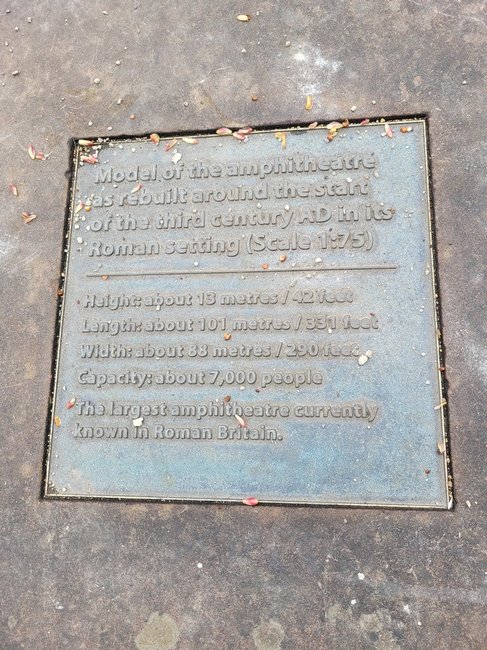 Model of the amphitheatre
as rebuilt around the start
of the third century AD in its
Roman setting (Scale 1:75)
Height: about 13 metres / 42 feet
Length: about 101 metres / 331 feet
Width: about 88 metres / 290 feet
Capacity: about 7,000 people
The largest amphitheatre currently
known in Roman Britain.